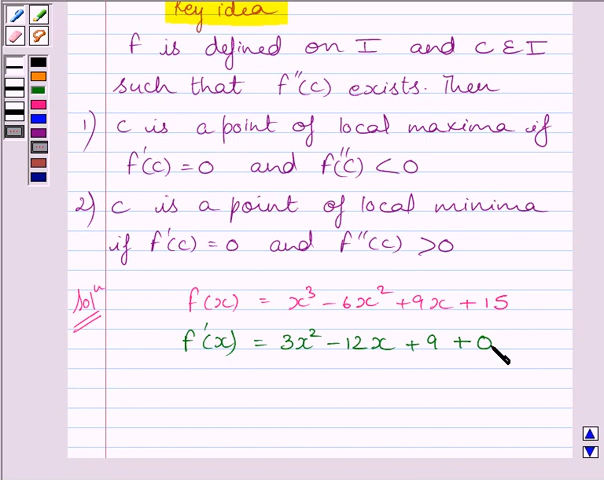 Key idea
f is defined on I and c ε I
such that f''(c) exists. Then
1) c is a point of local maxima if
f'(c) = 0 and f''(c) < 0
2) c is a point of local minima
if f'(c) = 0 and f''(c) > 0
Solⁿ f(x) = x³ - 6x² + 9x + 15
f'(x) = 3x² - 12x + 9 + 0